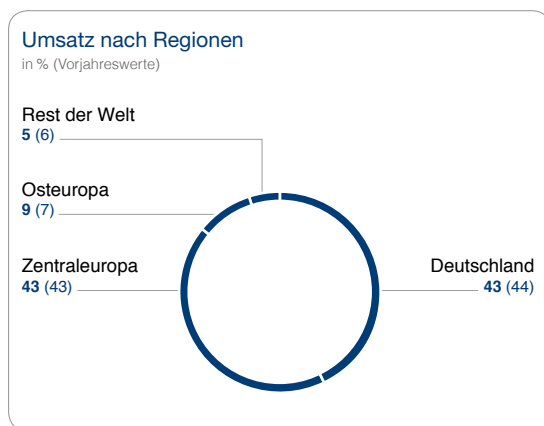 Umsatz nach Regionen
in % (Vorjahreswerte)
Rest der Welt
5 (6)
Osteuropa
9 (7)
Zentraleuropa
43 (43)
Deutschland
43 (44)